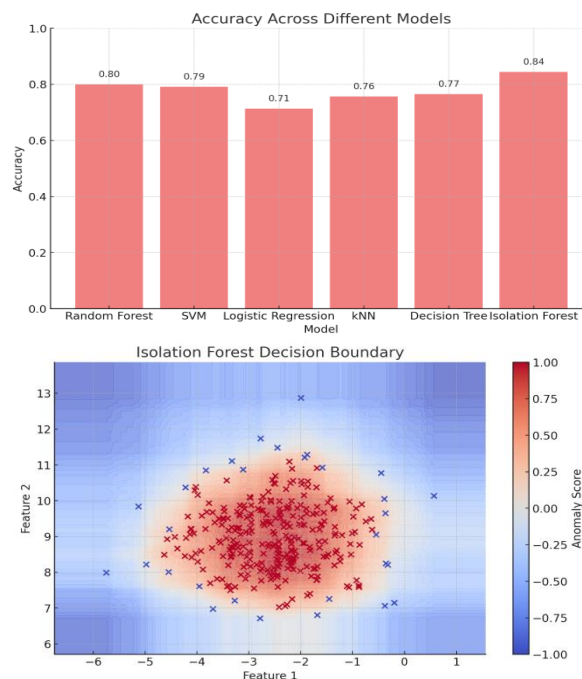 Accuracy Across Different Models
1.0
0.8
0.6
0.4
0.2
0.0
Accuracy
0.80
0.79
0.71
0.76
0.77
0.84
Random Forest
SVM
Logistic Regression
kNN
Decision Tree
Isolation Forest
Model
Isolation Forest Decision Boundary
13
12
11
10
9
8
7
6
Feature 2
−6
−5
−4
−3
−2
−1
0
1
Feature 1
1.00
0.75
0.50
0.25
0.00
−0.25
−0.50
−0.75
−1.00
Anomaly Score